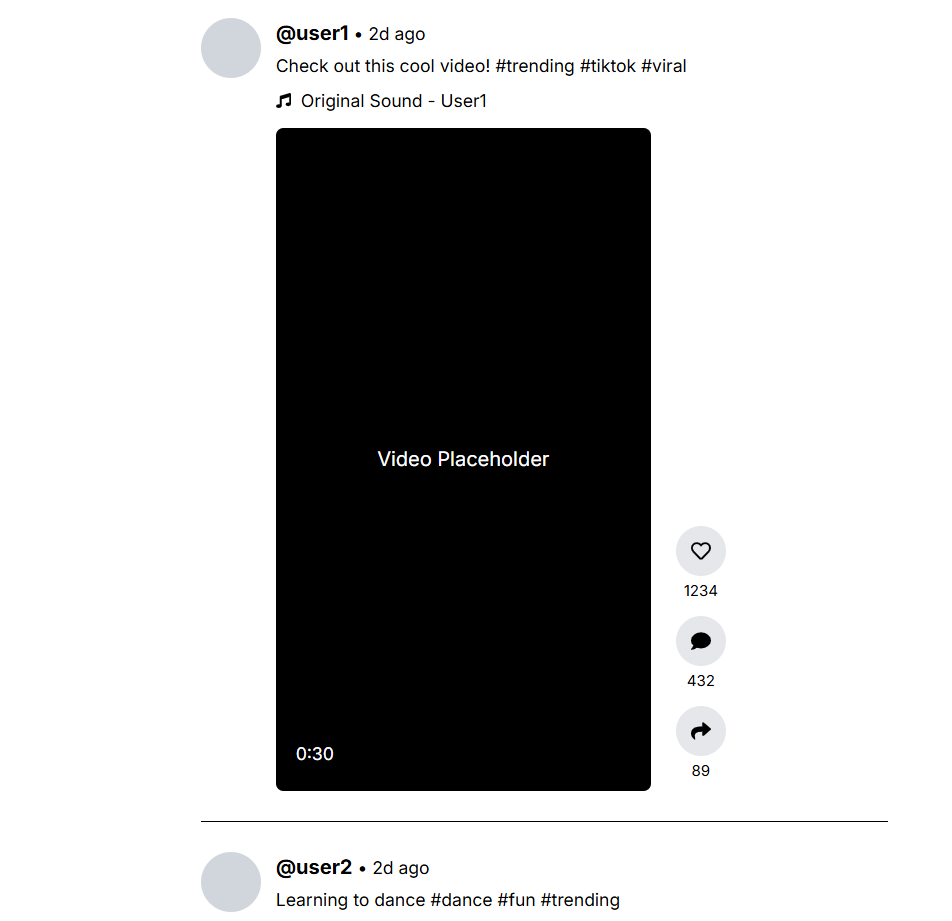 @user1 • 2d ago
Check out this cool video! #trending #tiktok #viral
Original Sound - User1
Video Placeholder
1234
432
0:30
89
@user2 • 2d ago
Learning to dance #dance #fun #trending